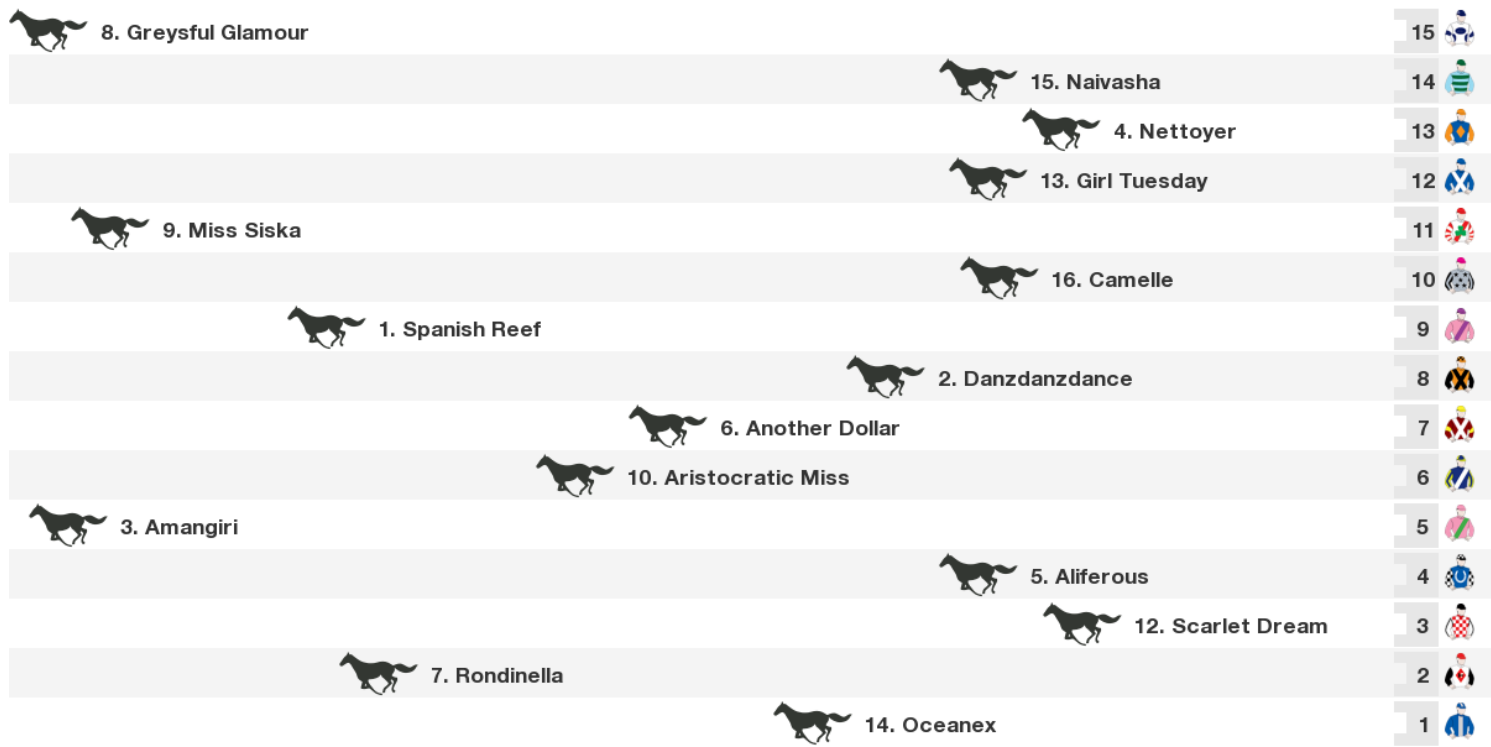 8. Greysful Glamour 15
15. Naivasha 14
4. Nettoyer 13
13. Girl Tuesday 12
9. Miss Siska 11
16. Camelle 10
1. Spanish Reef 9
2. Danzdanzdance 8
6. Another Dollar 7
10. Aristocratic Miss 6
3. Amangiri 5
5. Aliferous 4
12. Scarlet Dream 3
7. Rondinella 2
14. Oceanex 1